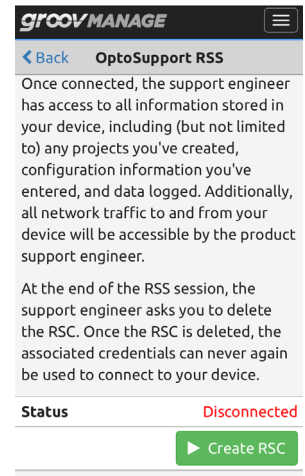 groov MANAGE
Back OptoSupport RSS
Once connected, the support engineer
has access to all information stored in
your device, including (but not limited
to) any projects you've created,
configuration information you've
entered, and data logged. Additionally,
all network traffic to and from your
device will be accessible by the product
support engineer.
At the end of the RSS session, the
support engineer asks you to delete
the RSC. Once the RSC is deleted, the
associated credentials can never again
be used to connect to your device.
Status Disconnected
Create RSC